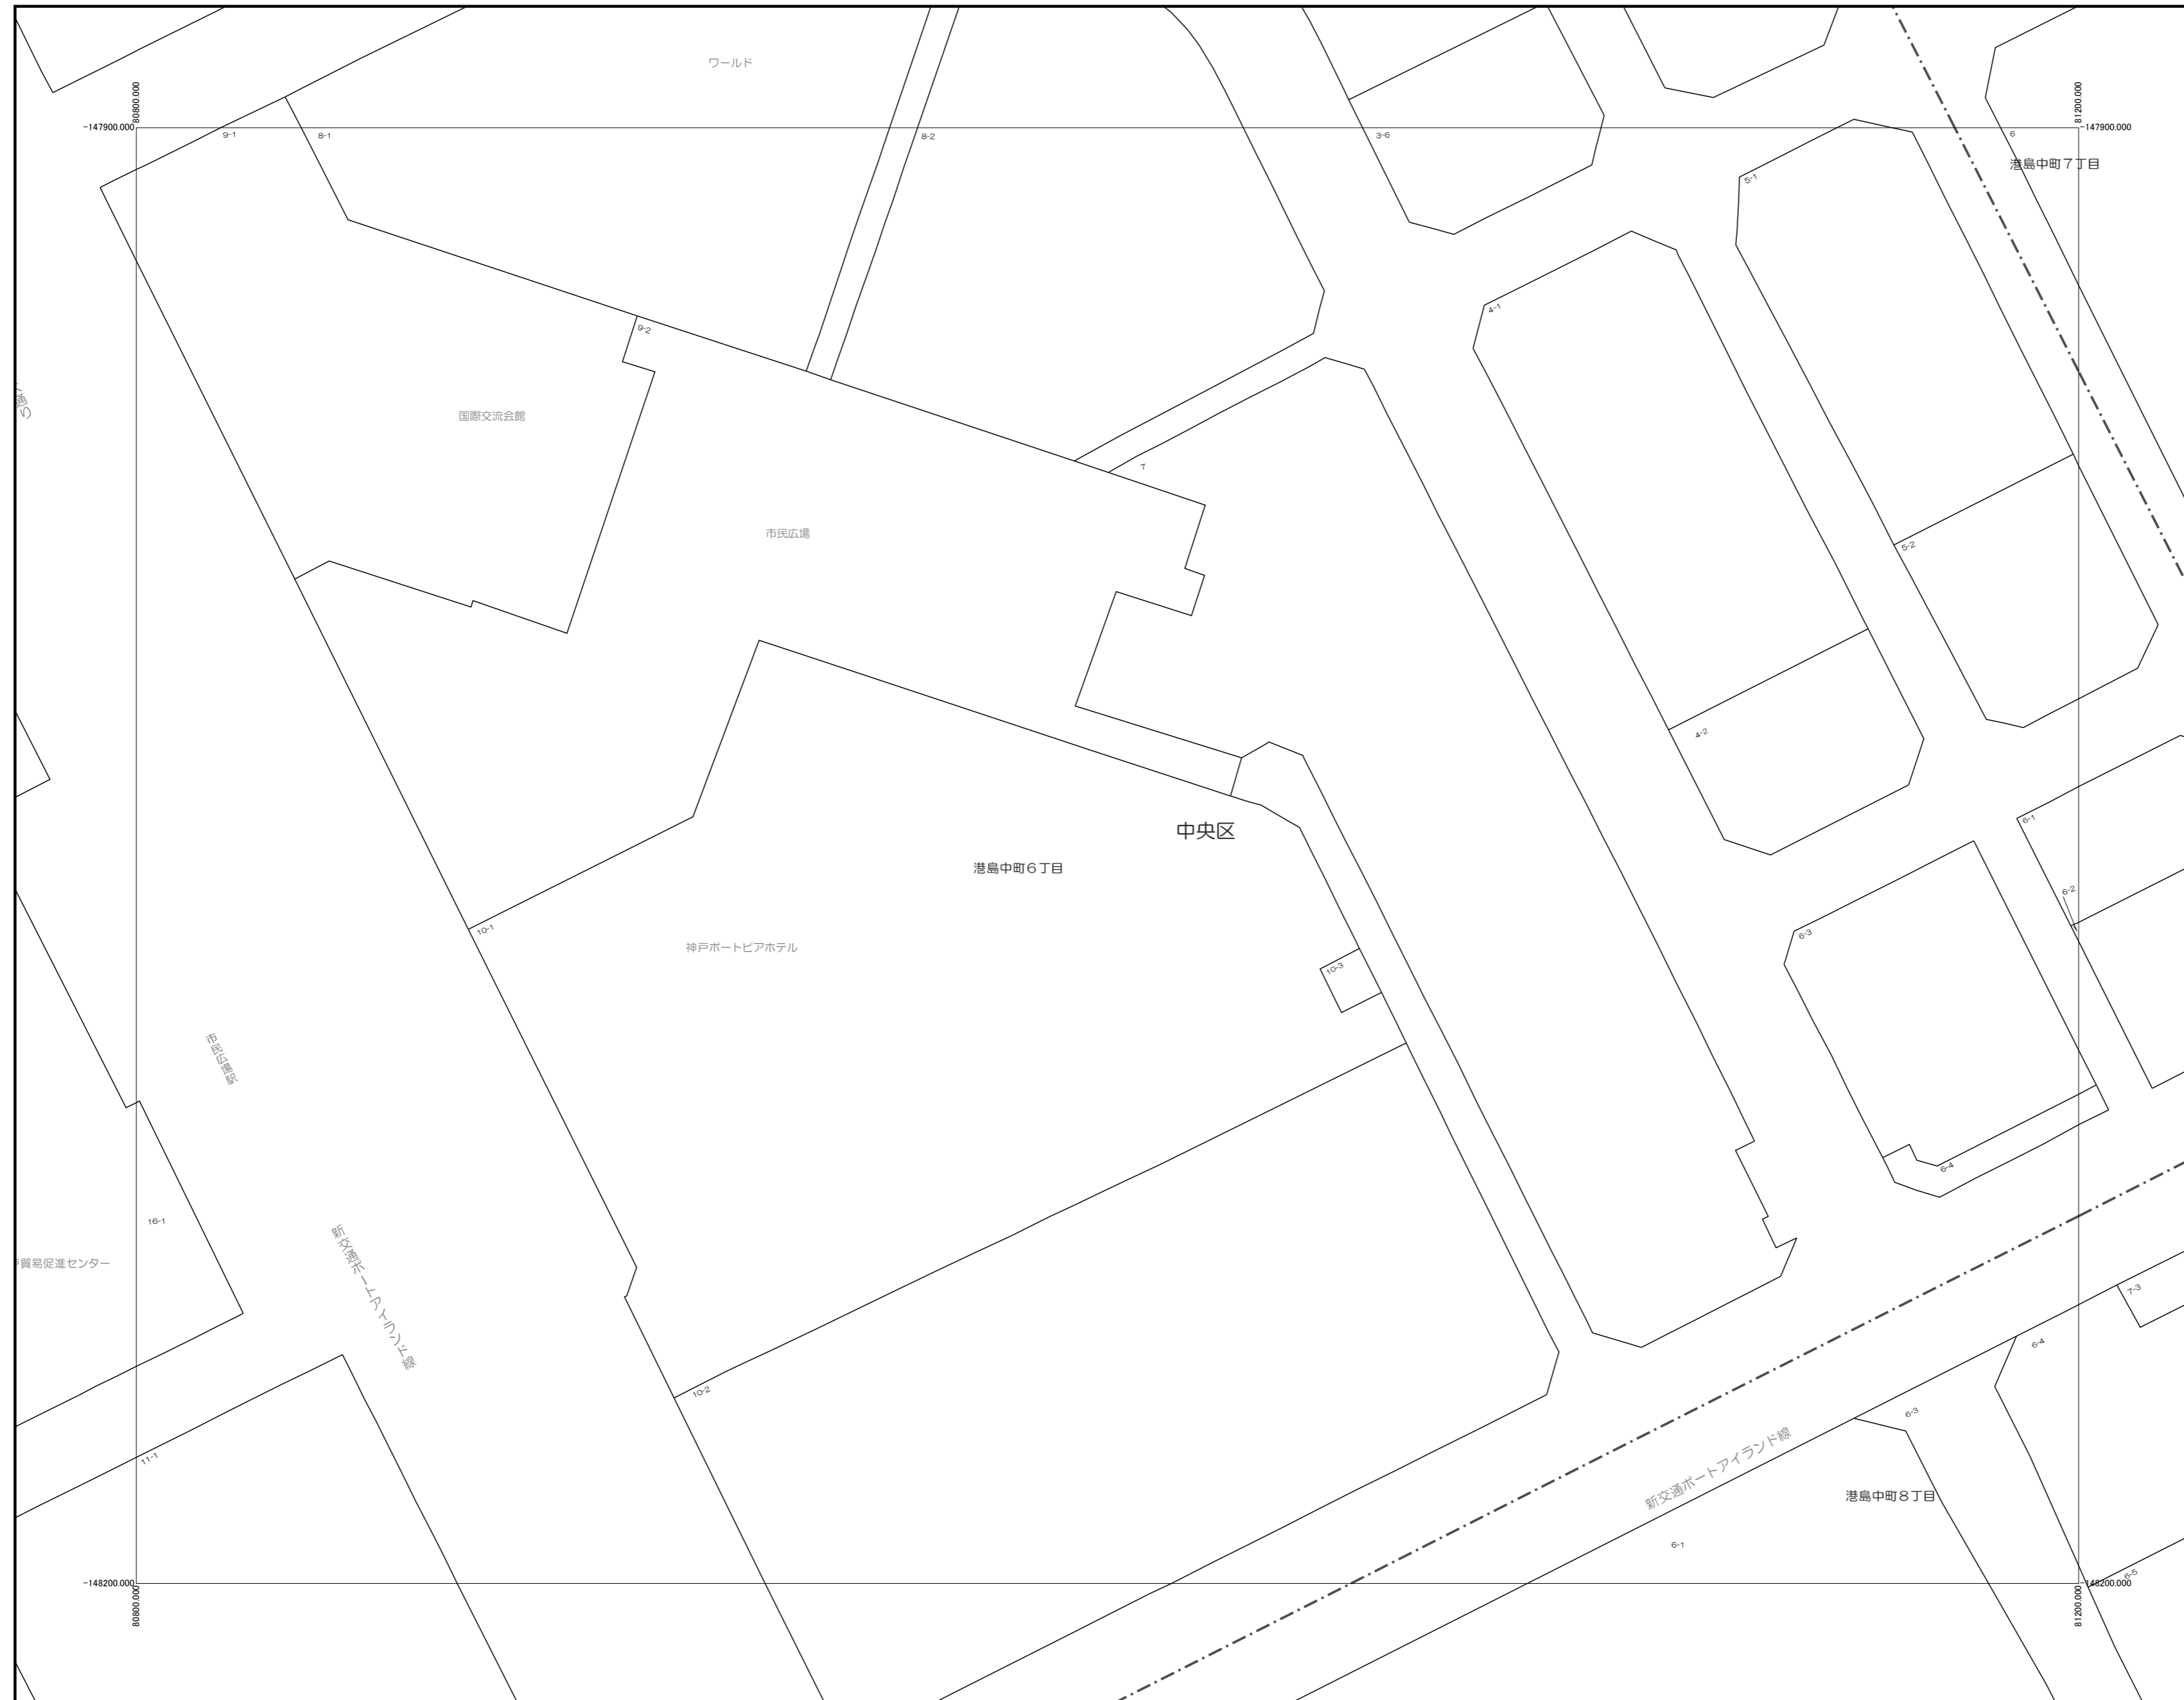 ワールド
80800.000
81200.000
-147900.000
-147900.000
9-1
8-1
8-2
3-6
6
港島中町7丁目
5-1
4-1
9-2
国際交流会館
7
市民広場
5-2
4-2
6-1
中央区
港島中町6丁目
6-2
10-1
6-3
神戸ポートピアホテル
10-3
市民広場駅
6-4
16-1
貿易促進センター
新交通ポートアイランド線
7-3
6-4
10-2
6-3
新交通ポートアイランド線
11-1
港島中町8丁目
6-1
6-5
-148200.000
-148200.000
80800.000
81200.000